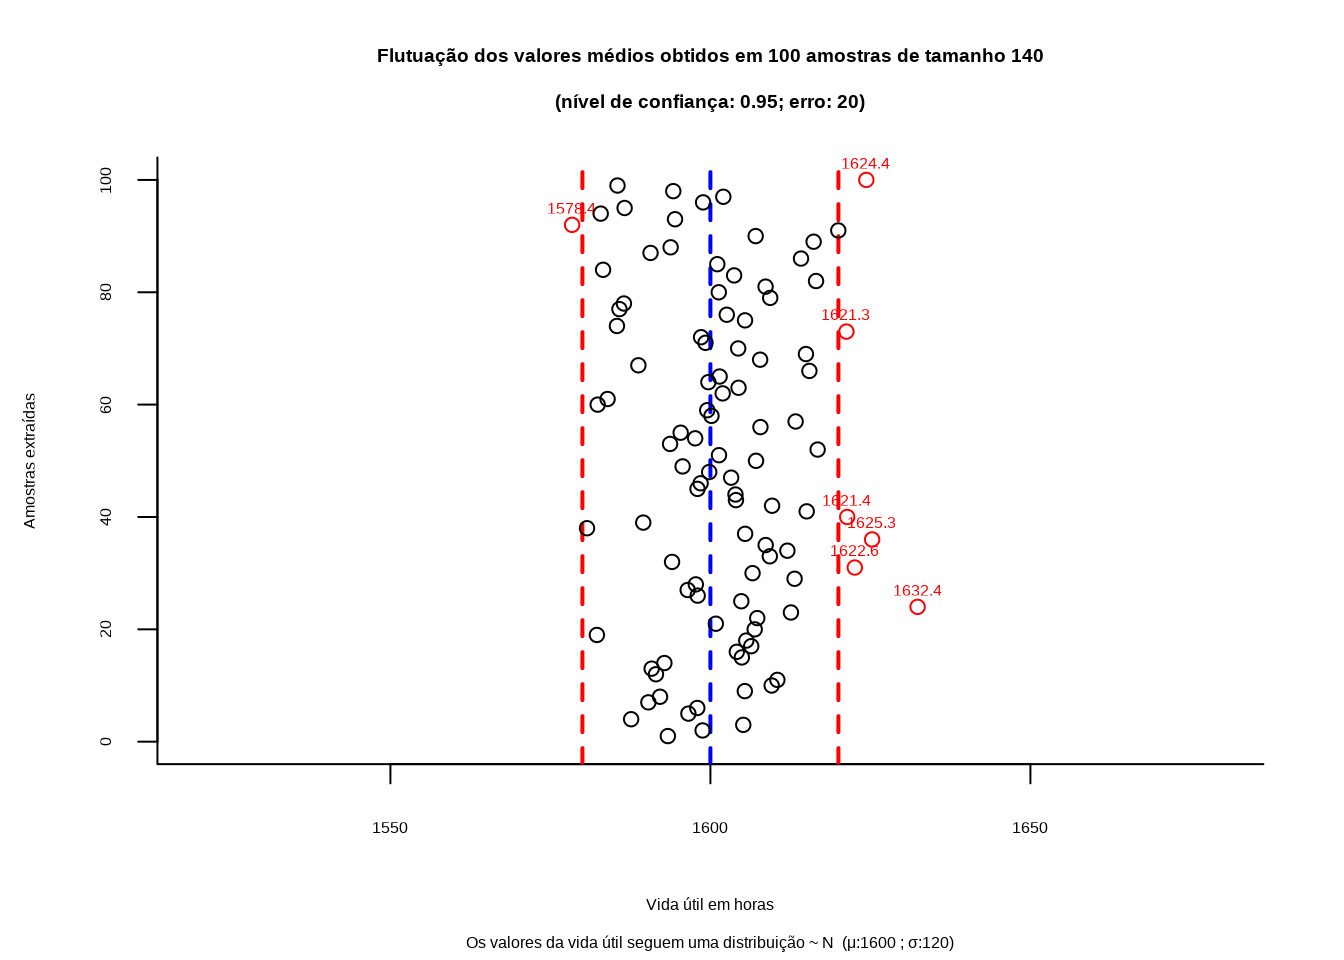 Flutuação dos valores médios obtidos em 100 amostras de tamanho 140
(nível de confiança: 0.95; erro: 20)
1624.4
1578.4
1621.3
1621.4
1625.3
1622.6
1632.4
100
80
60
40
20
0
Amostras extraídas
1550 1600 1650
Vida útil em horas
Os valores da vida útil seguem uma distribuição ~ N (μ:1600 ; σ:120)